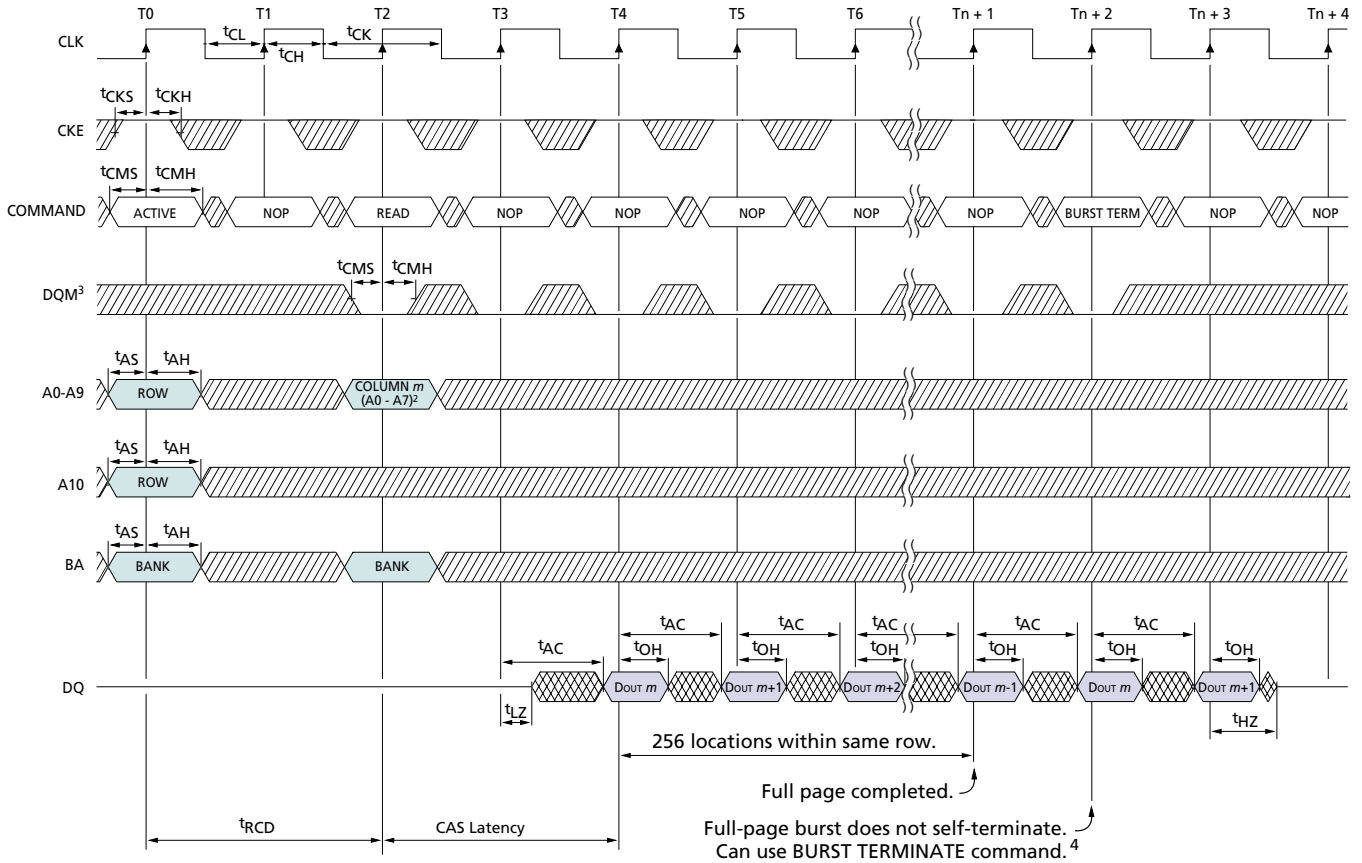 T0 T1 T2 T3 T4 T5 T6 Tn + 1 Tn + 2 Tn + 3 Tn + 4
CLK
tCL tCH tCK
tCKS tCKH
CKE
tCMS tCMH
COMMAND
ACTIVE NOP READ NOP NOP NOP NOP NOP BURST TERM NOP NOP
tCMS tCMH
DQM3
tAS tAH
A0-A9
ROW
COLUMN m
(A0 - A7)2
tAS tAH
A10
ROW
tAS tAH
BA
BANK BANK
tAC tAC tAC tAC tAC tAC
tOH tOH tOH tOH tOH tOH
DQ
DOUT m DOUT m+1 DOUT m+2 DOUT m-1 DOUT m DOUT m+1
tLZ
tHZ
256 locations within same row.
Full page completed.
tRCD
CAS Latency
Full-page burst does not self-terminate.
Can use BURST TERMINATE command.4